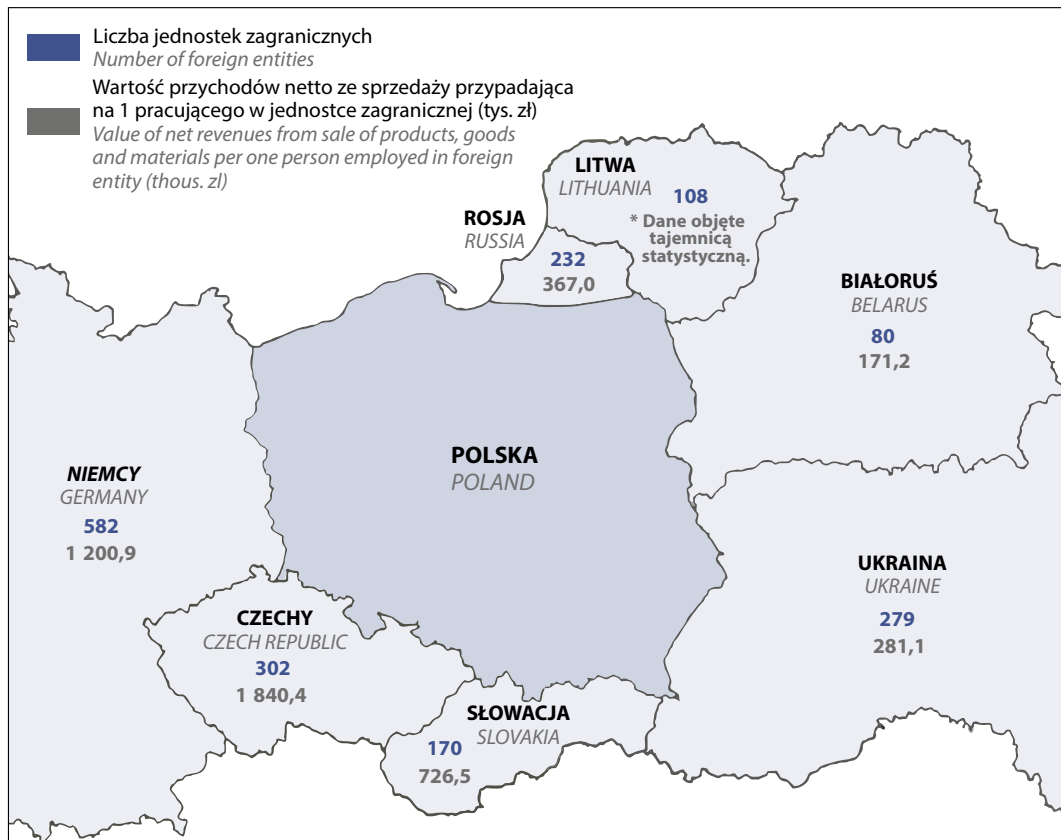 Liczba jednostek zagranicznych
Number of foreign entities
Wartość przychodów netto ze sprzedaży przypadająca
na 1 pracującego w jednostce zagranicznej (tys. zł)
Value of net revenues from sale of products, goods
and materials per one person employed in foreign
entity (thous. zl)
LITWA
LITHUANIA
108
* Dane objęte
tajemnicą
statystyczną.
ROSJA
RUSSIA
232
367,0
BIAŁORUŚ
BELARUS
80
171,2
POLSKA
POLAND
NIEMCY
GERMANY
582
1 200,9
UKRAINA
UKRAINE
279
281,1
CZECHY
CZECH REPUBLIC
302
1 840,4
SŁOWACJA
SLOVAKIA
170
726,5